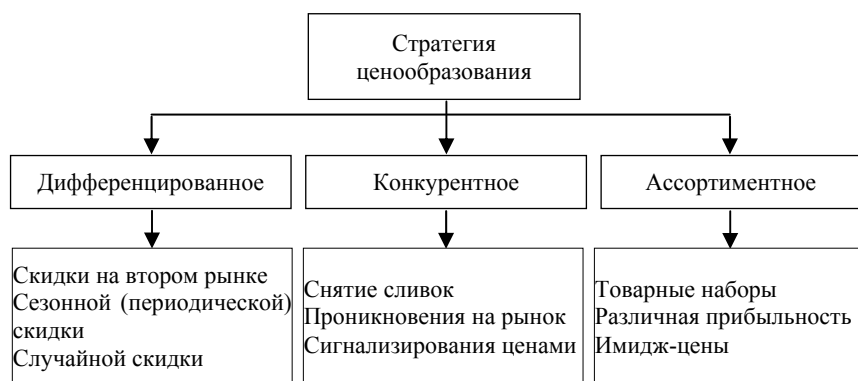 Стратегия
ценообразования
Дифференцированное
Конкурентное
Ассортиментное
Скидки на втором рынке
Сезонной (периодической)
скидки
Случайной скидки
Снятие сливок
Проникновения на рынок
Сигнализирования ценами
Товарные наборы
Различная прибыльность
Имидж-цены